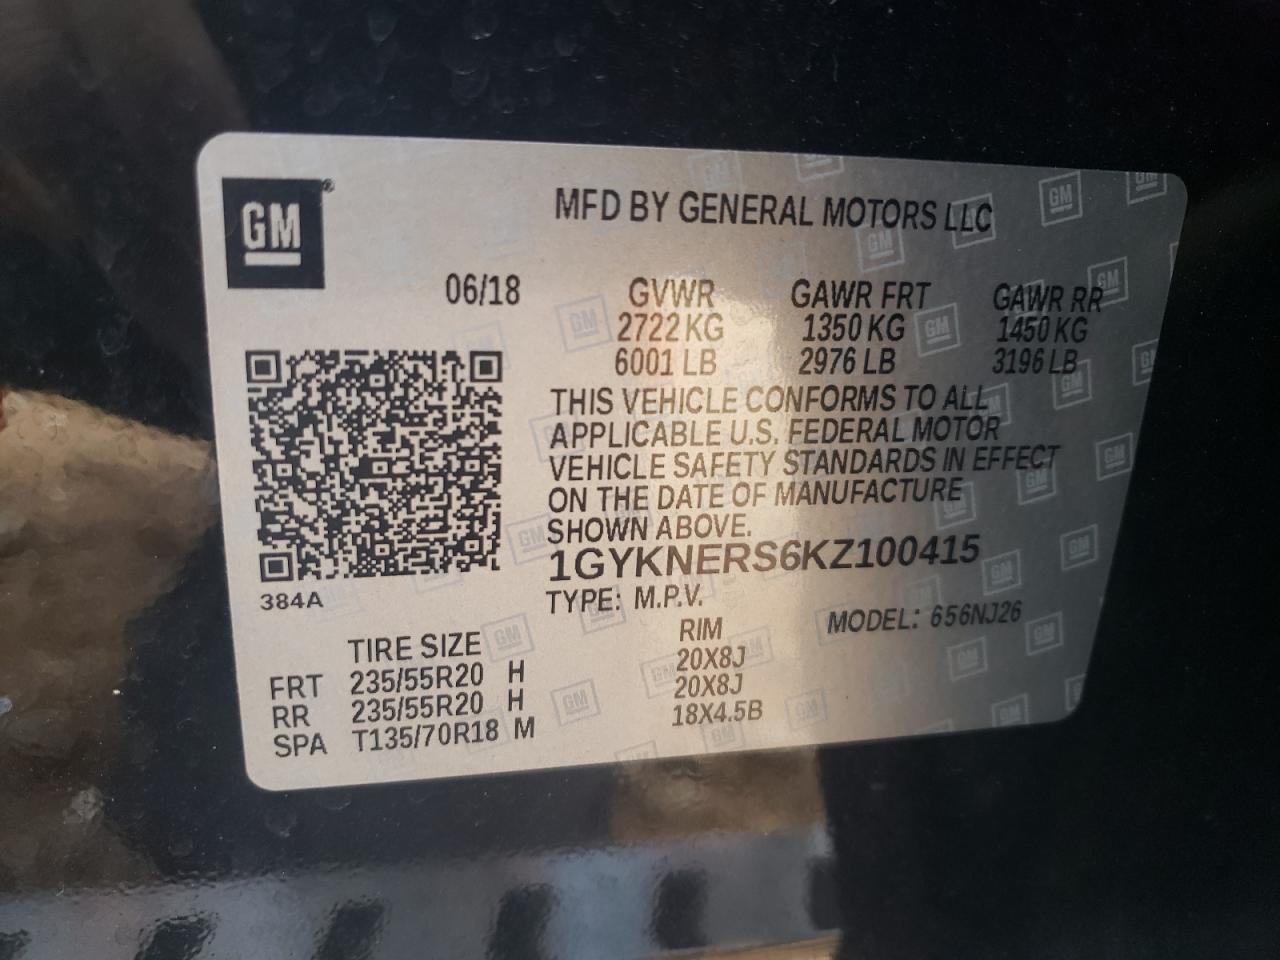 GM®
MFD BY GENERAL MOTORS LLC
06/18 GVWR GAWR FRT GAWR RR
2722 KG 1350 KG 1450 KG
6001 LB 2976 LB 3196 LB
THIS VEHICLE CONFORMS TO ALL
APPLICABLE U.S. FEDERAL MOTOR
VEHICLE SAFETY STANDARDS IN EFFECT
ON THE DATE OF MANUFACTURE
SHOWN ABOVE.
1GYKNERS6KZ100415
384A
TYPE: M.P.V. MODEL: 656NJ26
TIRE SIZE RIM
FRT 235/55R20 H 20X8J
RR 235/55R20 H 20X8J
SPA T135/70R18 M 18X4.5B